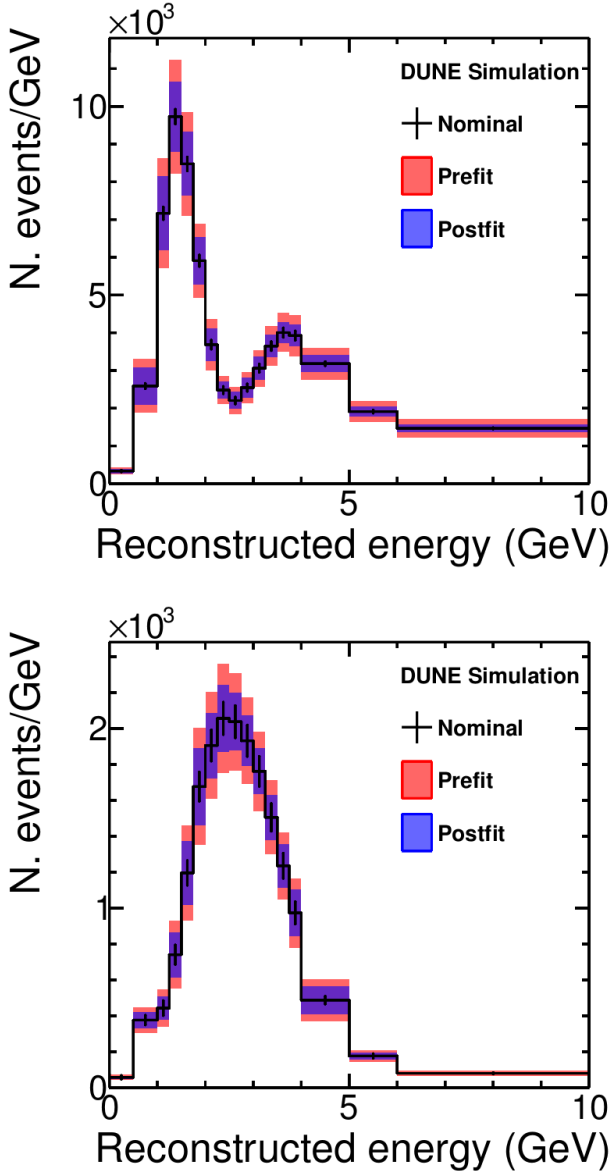 ×10³
N. events/GeV
10
5
0
DUNE Simulation
Nominal
Prefit
Postfit
0
5
10
Reconstructed energy (GeV)
×10³
N. events/GeV
2
1
0
DUNE Simulation
Nominal
Prefit
Postfit
0
5
10
Reconstructed energy (GeV)